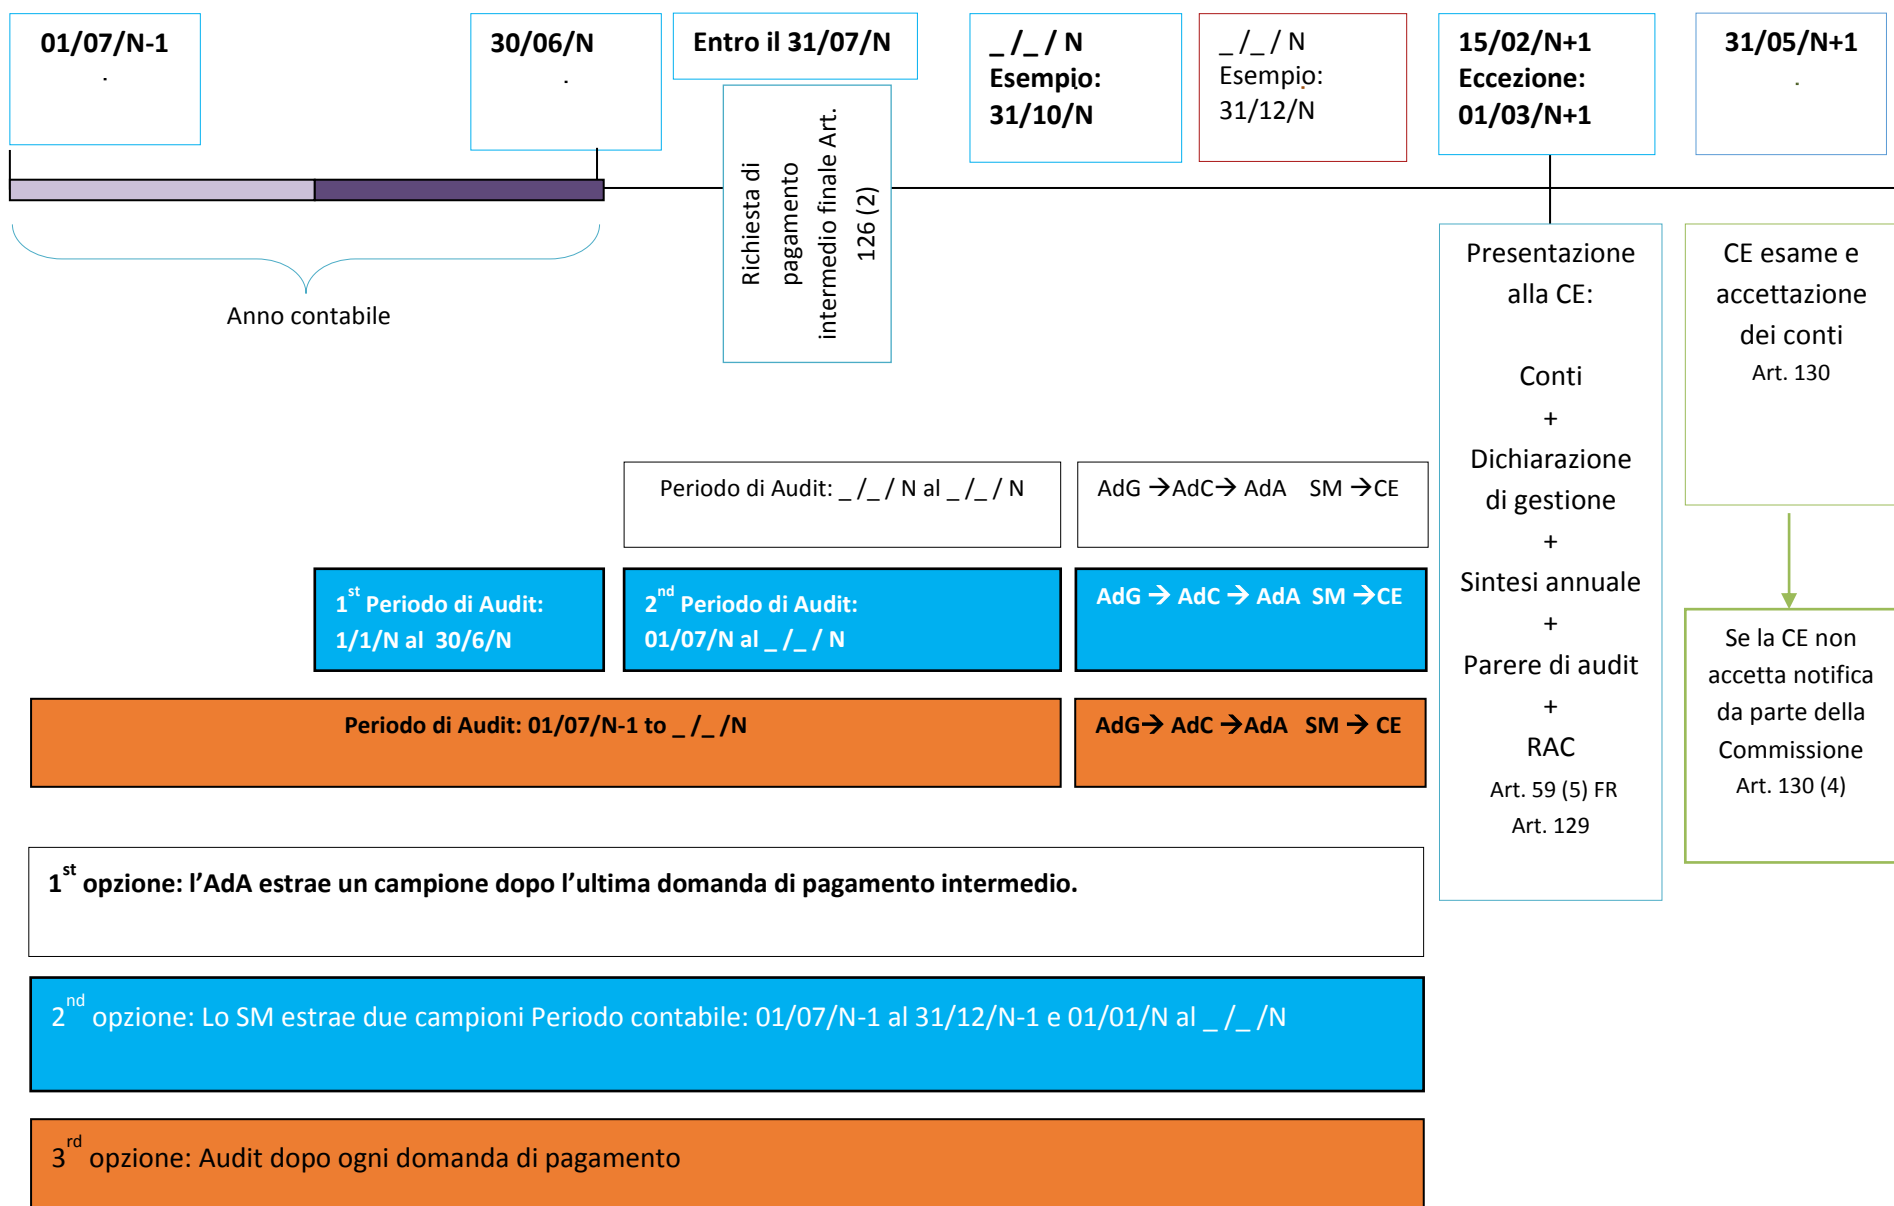 01/07/N-1
.
30/06/N
.
Entro il 31/07/N
_ /_ / N
Esempio:
31/10/N
_ /_ / N
Esempio:
31/12/N
15/02/N+1
Eccezione:
01/03/N+1
31/05/N+1
.
Richiesta di
pagamento
intermedio finale Art.
126 (2)
Anno contabile
Presentazione
alla CE:
Conti
+
Dichiarazione
di gestione
+
Sintesi annuale
+
Parere di audit
+
RAC
Art. 59 (5) FR
Art. 129
CE esame e
accettazione
dei conti
Art. 130
Se la CE non
accetta notifica
da parte della
Commissione
Art. 130 (4)
Periodo di Audit: _ /_ / N al _ /_ / N
AdG →AdC→ AdA SM →CE
1st Periodo di Audit:
1/1/N al 30/6/N
2nd Periodo di Audit:
01/07/N al _ /_ / N
AdG → AdC → AdA SM →CE
Periodo di Audit: 01/07/N-1 to _ /_ /N
AdG→ AdC →AdA SM → CE
1st opzione: l’AdA estrae un campione dopo l’ultima domanda di pagamento intermedio.
2nd opzione: Lo SM estrae due campioni Periodo contabile: 01/07/N-1 al 31/12/N-1 e 01/01/N al _ /_ /N
3rd opzione: Audit dopo ogni domanda di pagamento